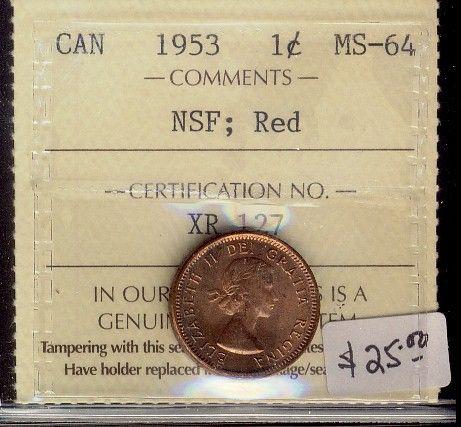 CAN 1953 1¢ MS-64
— COMMENTS —
NSF; Red
— CERTIFICATION NO. —
XR 127
IN OUR IS A
GENUIN
Tampering with this se
Have holder replaced
ELIZABETH II DEI GRATIA REGINA
$25.00